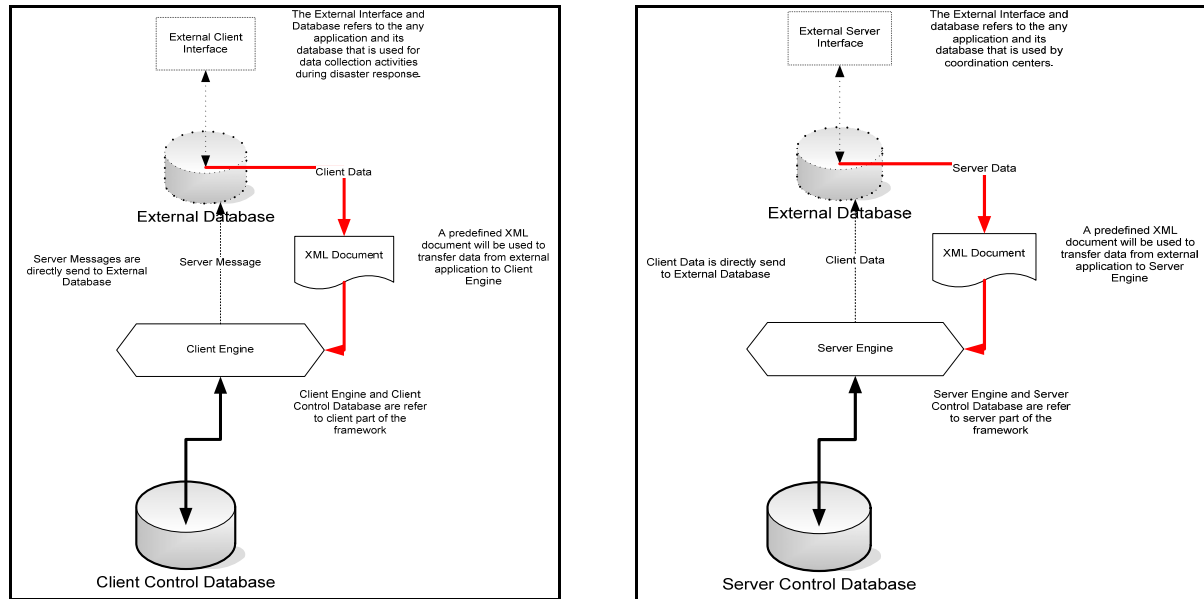 The External Interface and
Database refers to the any
application and its
database that is used for
data collection activities
during disaster response.
External Client
Interface
Client Data
External Database
A predefined XML
document will be used to
transfer data from external
application to Client
Engine
XML Document
Server Messages are
directly send to External
Database
Server Message
Client Engine
Client Engine and Client
Control Database are refer
to client part of the
framework
Client Control Database
The External Interface and
database refers to the any
application and its
database that is used by
coordination centers.
External Server
Interface
Server Data
External Database
A predefined XML
document will be used to
transfer data from external
application to Server
Engine
XML Document
Client Data is directly send
to External Database
Client Data
Server Engine
Server Engine and Server
Control Database are refer
to server part of the
framework
Server Control Database